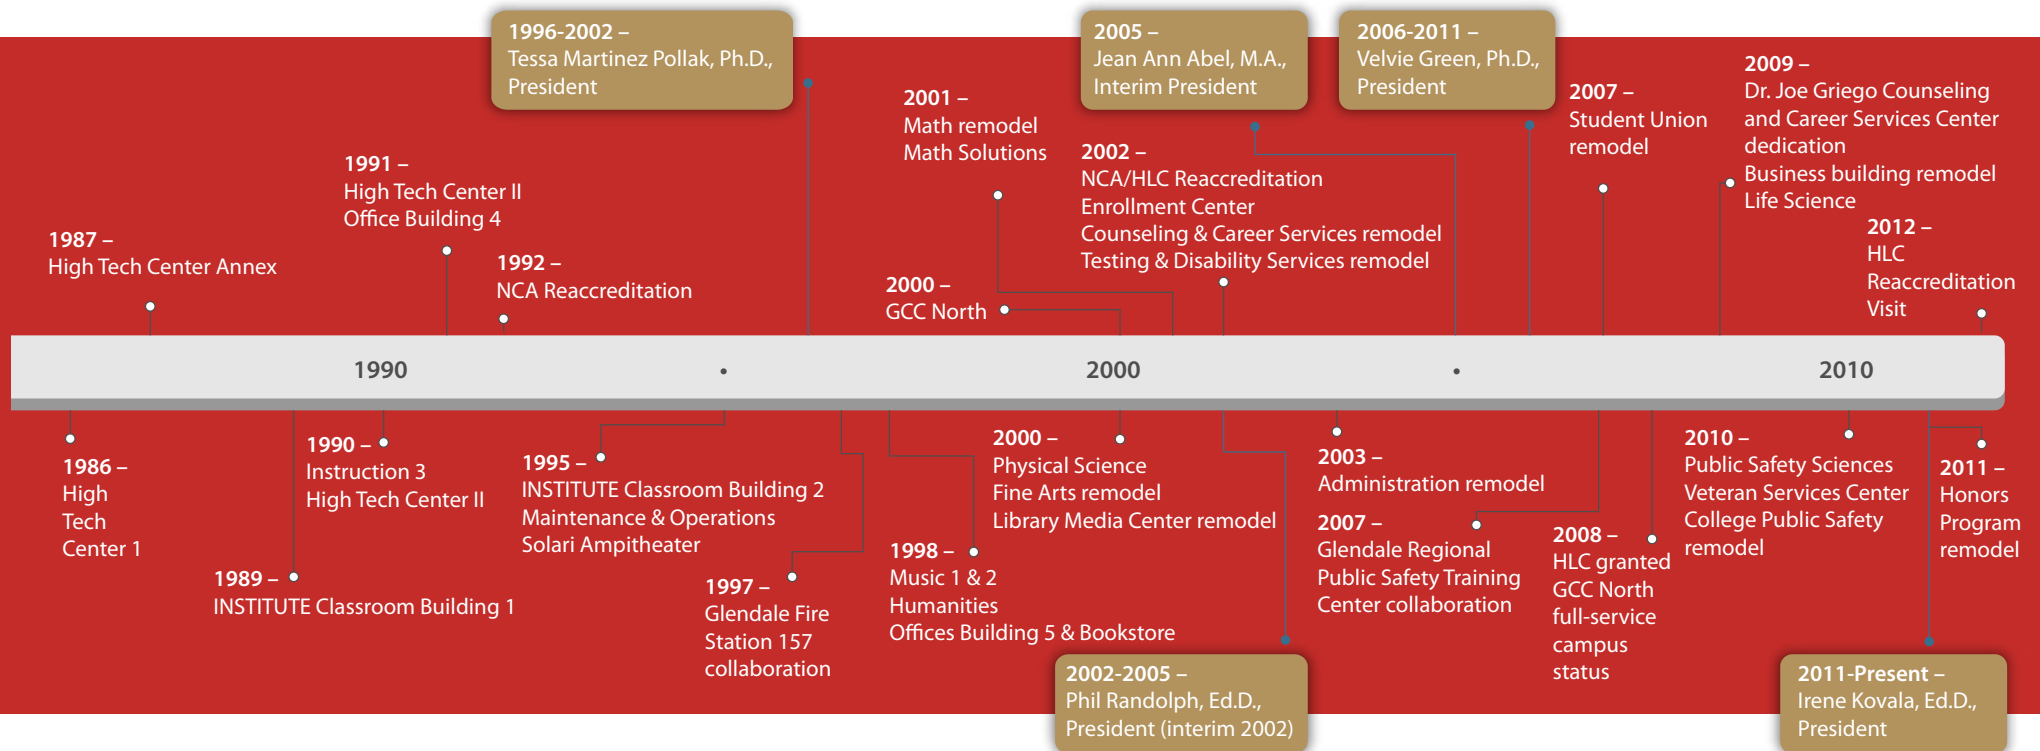 1996-2002 –
Tessa Martinez Pollak, Ph.D.,
President
2005 –
Jean Ann Abel, M.A.,
Interim President
2006-2011 –
Velvie Green, Ph.D.,
President
1987 –
High Tech Center Annex
1991 –
High Tech Center II
Office Building 4
1992 –
NCA Reaccreditation
2001 –
Math remodel
Math Solutions
2000 –
GCC North
2002 –
NCA/HLC Reaccreditation
Enrollment Center
Counseling & Career Services remodel
Testing & Disability Services remodel
2007 –
Student Union
remodel
2009 –
Dr. Joe Griego Counseling
and Career Services Center
dedication
Business building remodel
Life Science
2012 –
HLC
Reaccreditation
Visit
1990 • 2000 • 2010
1986 –
High
Tech
Center 1
1989 –
INSTITUTE Classroom Building 1
1990 –
Instruction 3
High Tech Center II
1995 –
INSTITUTE Classroom Building 2
Maintenance & Operations
Solari Ampitheater
1997 –
Glendale Fire
Station 157
collaboration
1998 –
Music 1 & 2
Humanities
Offices Building 5 & Bookstore
2000 –
Physical Science
Fine Arts remodel
Library Media Center remodel
2002-2005 –
Phil Randolph, Ed.D.,
President (interim 2002)
2003 –
Administration remodel
2007 –
Glendale Regional
Public Safety Training
Center collaboration
2008 –
HLC granted
GCC North
full-service
campus
status
2010 –
Public Safety Sciences
Veteran Services Center
College Public Safety
remodel
2011 –
Honors
Program
remodel
2011-Present –
Irene Kovala, Ed.D.,
President